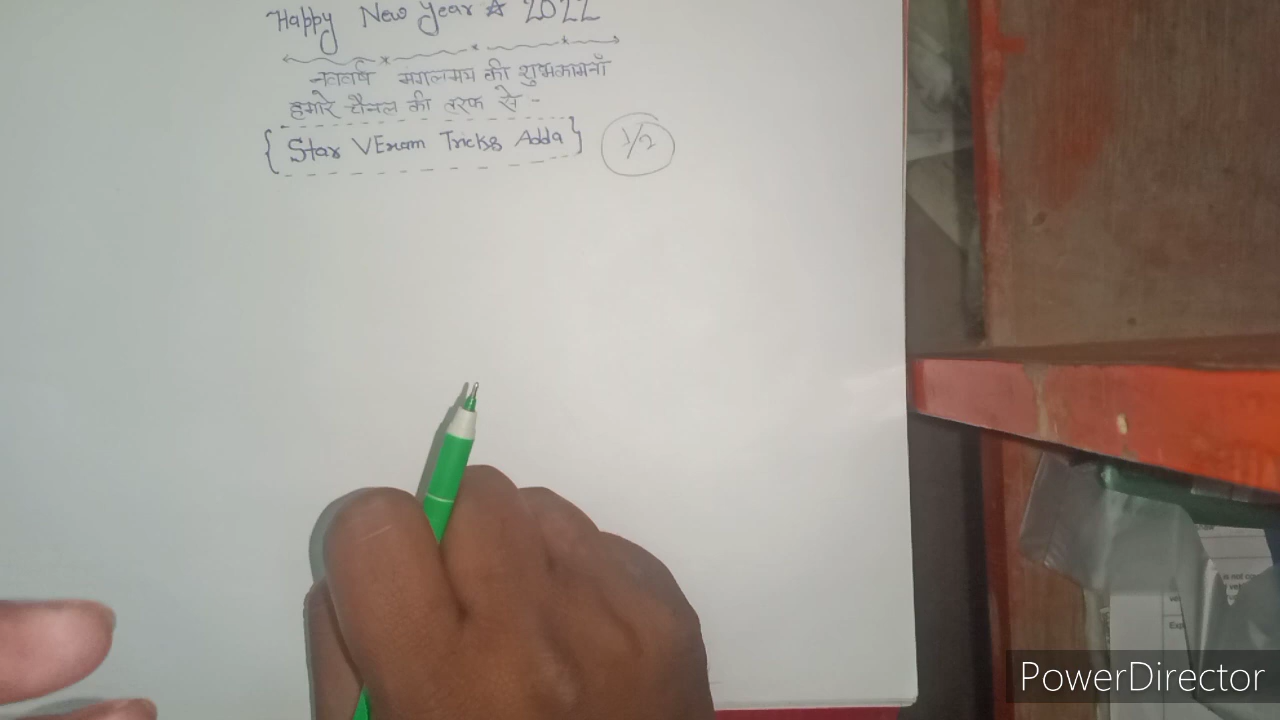 Happy New Year ☆ 2022
नववर्ष मंगलमय की शुभकामनाँ
हमारे चैनल की तरफ से -
{ Star VExam Tricks Adda }
1/2
PowerDirector